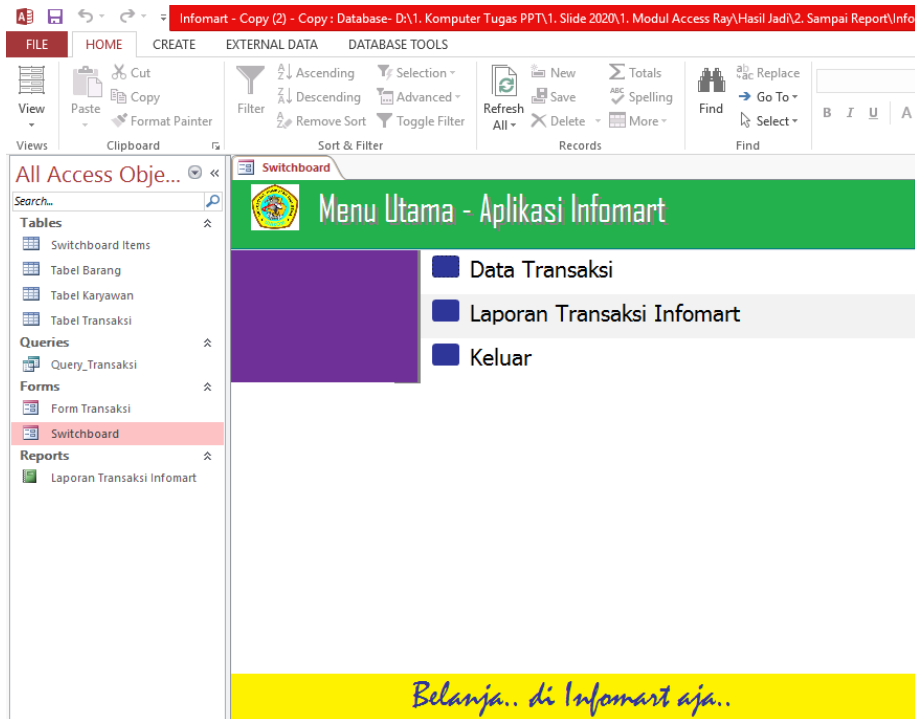 Infomart - Copy (2) - Copy : Database- D:\1. Komputer Tugas PPT\1. Slide 2020\1. Modul Access Ray\Hasil Jadi\2. Sampai Report\Info
FILE HOME CREATE EXTERNAL DATA DATABASE TOOLS
View
Views
Paste
Cut
Copy
Format Painter
Clipboard
Filter
Ascending
Descending
Remove Sort
Selection
Advanced
Toggle Filter
Sort & Filter
Refresh
All
New
Save
Delete
Totals
Spelling
More
Records
Find
Replace
Go To
Select
Find
B I U A
All Access Obje...
Search...
Tables
Switchboard Items
Tabel Barang
Tabel Karyawan
Tabel Transaksi
Queries
Query_Transaksi
Forms
Form Transaksi
Switchboard
Reports
Laporan Transaksi Infomart
Switchboard
Menu Utama - Aplikasi Infomart
Data Transaksi
Laporan Transaksi Infomart
Keluar
Belanja.. di Infomart aja..